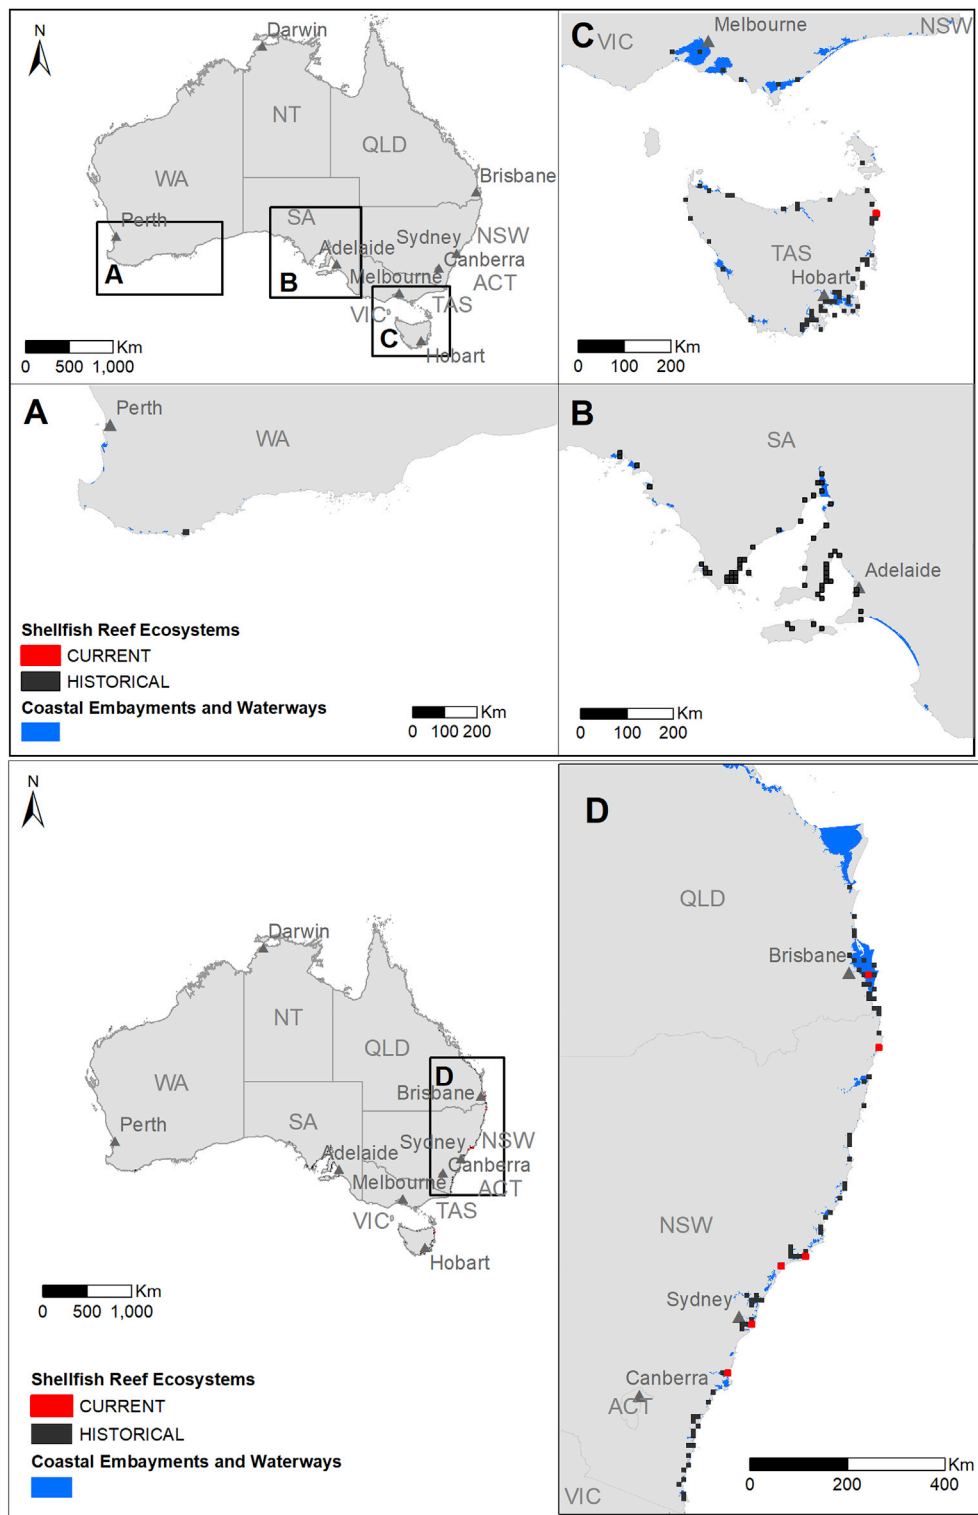 N
Darwin
NT
QLD
WA
Brisbane
SA
Perth
Adelaide
Sydney
NSW
Canberra
Melbourne
ACT
A
B
VIC
TAS
C
Hobart
Km
0 500 1,000
C
VIC
Melbourne
NSW
TAS
Hobart
Km
0 100 200
A
Perth
WA
Shellfish Reef Ecosystems
CURRENT
HISTORICAL
Coastal Embayments and Waterways
Km
0 100 200
B
SA
Adelaide
Km
0 100 200
N
Darwin
NT
QLD
WA
D
Brisbane
SA
Perth
Adelaide
Sydney
NSW
Canberra
Melbourne
ACT
VIC
TAS
Hobart
Km
0 500 1,000
Shellfish Reef Ecosystems
CURRENT
HISTORICAL
Coastal Embayments and Waterways
D
QLD
Brisbane
NSW
Sydney
Canberra
ACT
VIC
Km
0 200 400